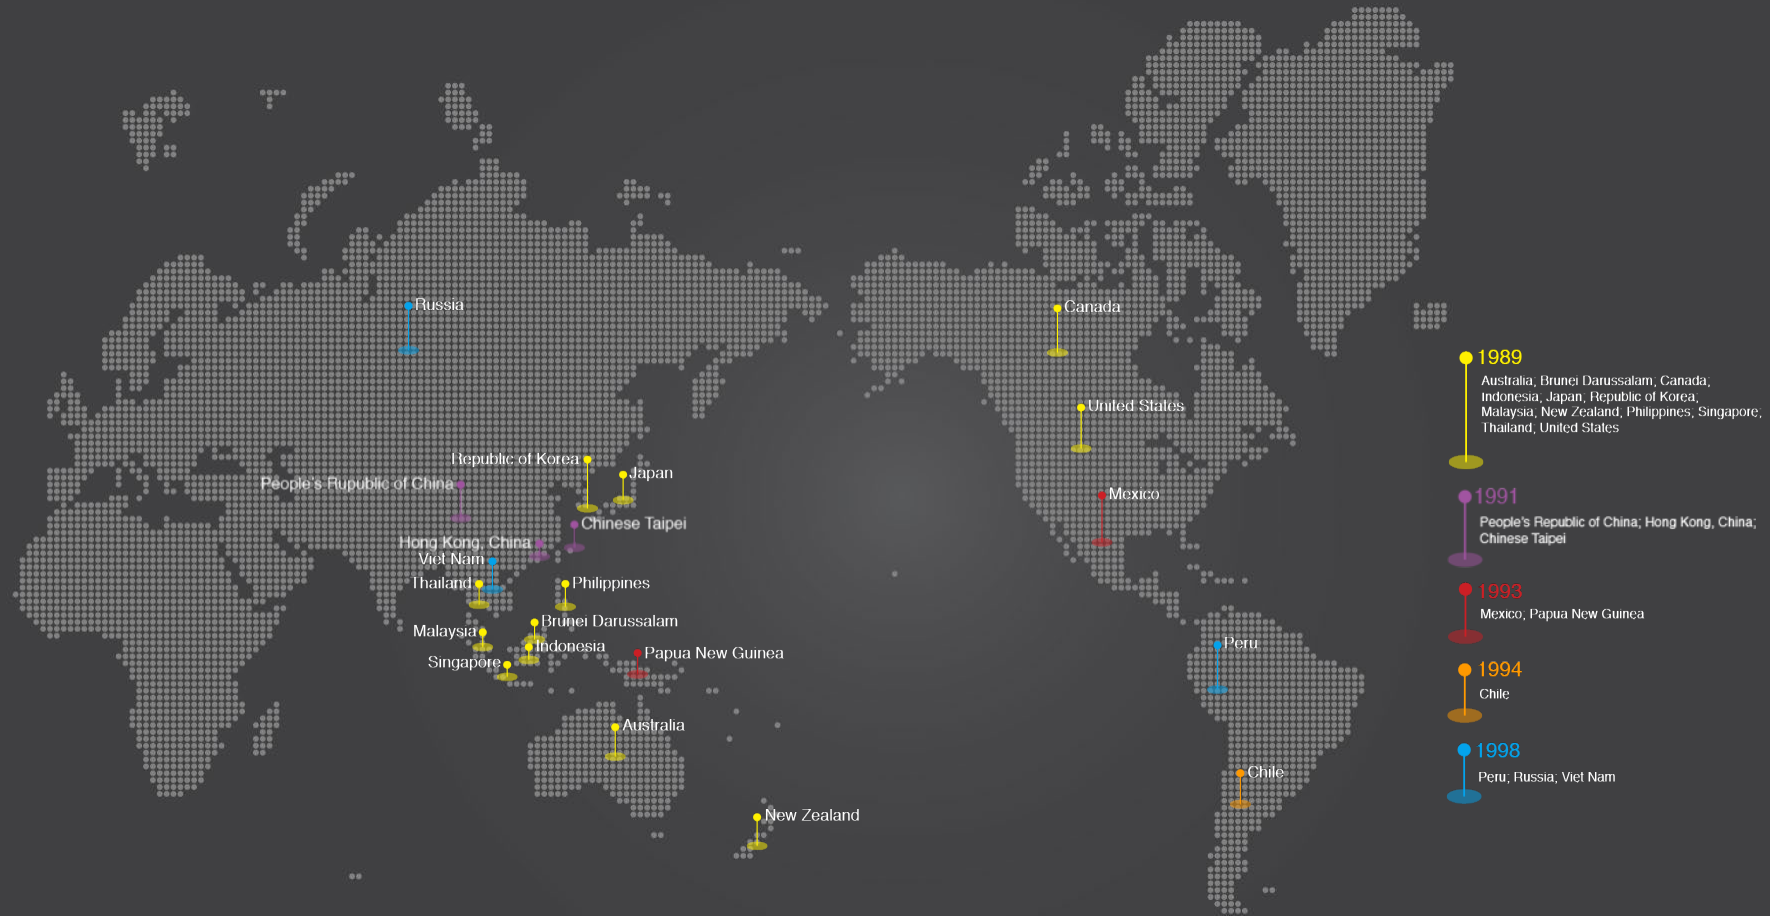 Russia
Canada
United States
Republic of Korea
Japan
People's Rupublic of China
Mexico
Chinese Taipei
Hong Kong, China
Viet Nam
Thailand
Philippines
Brunei Darussalam
Malaysia
Indonesia
Singapore
Papua New Guinea
Peru
Australia
Chile
New Zealand
1989
Australia; Brunei Darussalam; Canada;
Indonesia; Japan; Republic of Korea;
Malaysia; New Zealand; Philippines; Singapore;
Thailand; United States
1991
People's Republic of China; Hong Kong, China;
Chinese Taipei
1993
Mexico; Papua New Guinea
1994
Chile
1998
Peru; Russia; Viet Nam